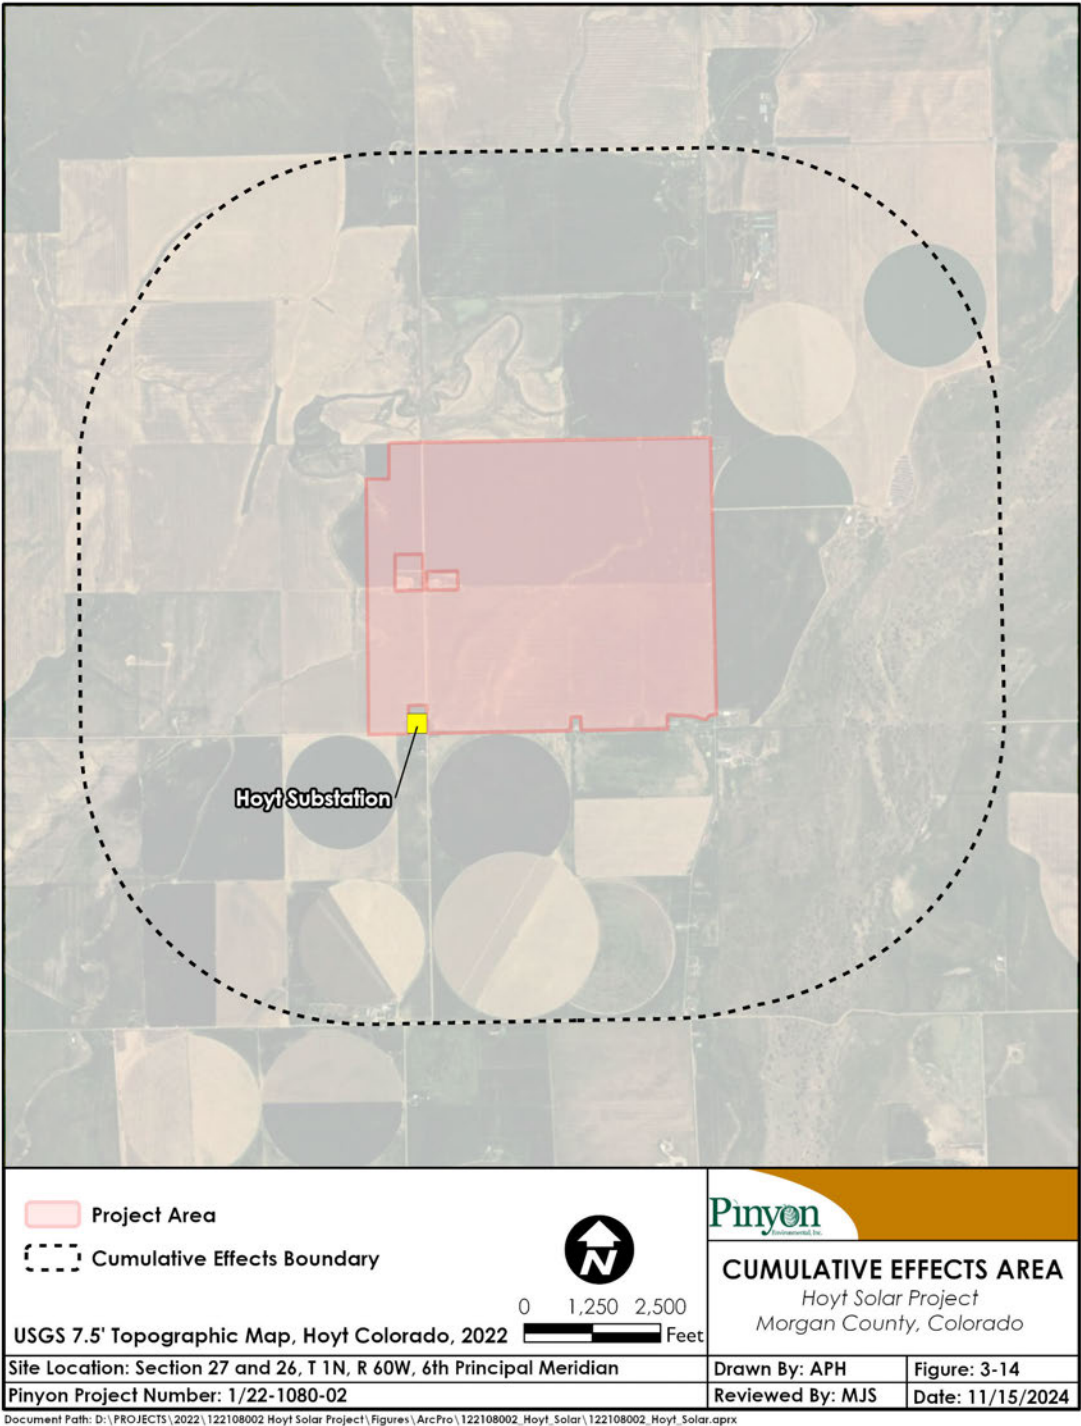 Hoyt Substation
Project Area
Cumulative Effects Boundary
N
0 1,250 2,500
Feet
USGS 7.5' Topographic Map, Hoyt Colorado, 2022
Pinyon
Environmental, Inc.
CUMULATIVE EFFECTS AREA
Hoyt Solar Project
Morgan County, Colorado
Site Location: Section 27 and 26, T 1N, R 60W, 6th Principal Meridian
Drawn By: APH
Figure: 3-14
Pinyon Project Number: 1/22-1080-02
Reviewed By: MJS
Date: 11/15/2024
Document Path: D:\PROJECTS\2022\122108002 Hoyt Solar Project\Figures\ArcPro\122108002_Hoyt_Solar\122108002_Hoyt_Solar.aprx